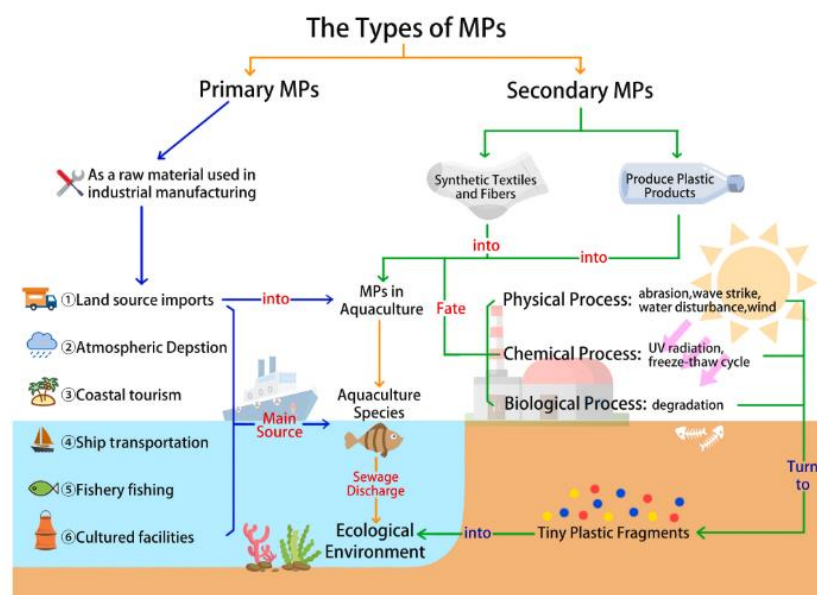 The Types of MPs
Primary MPs
Secondary MPs
As a raw material used in
industrial manufacturing
Synthetic Textiles
and Fibers
Produce Plastic
Products
into
into
①Land source imports
into
MPs in
Aquaculture
Fate
Physical Process: abrasion,wave strike,
water disturbance,wind
②Atmospheric Depstion
Chemical Process: UV radiation,
freeze-thaw cycle
③Coastal tourism
Aquaculture
Species
Biological Process: degradation
Main
Source
④Ship transportation
⑤Fishery fishing
Sewage
Discharge
Turn
to
⑥Cultured facilities
Ecological
Environment
into
Tiny Plastic Fragments